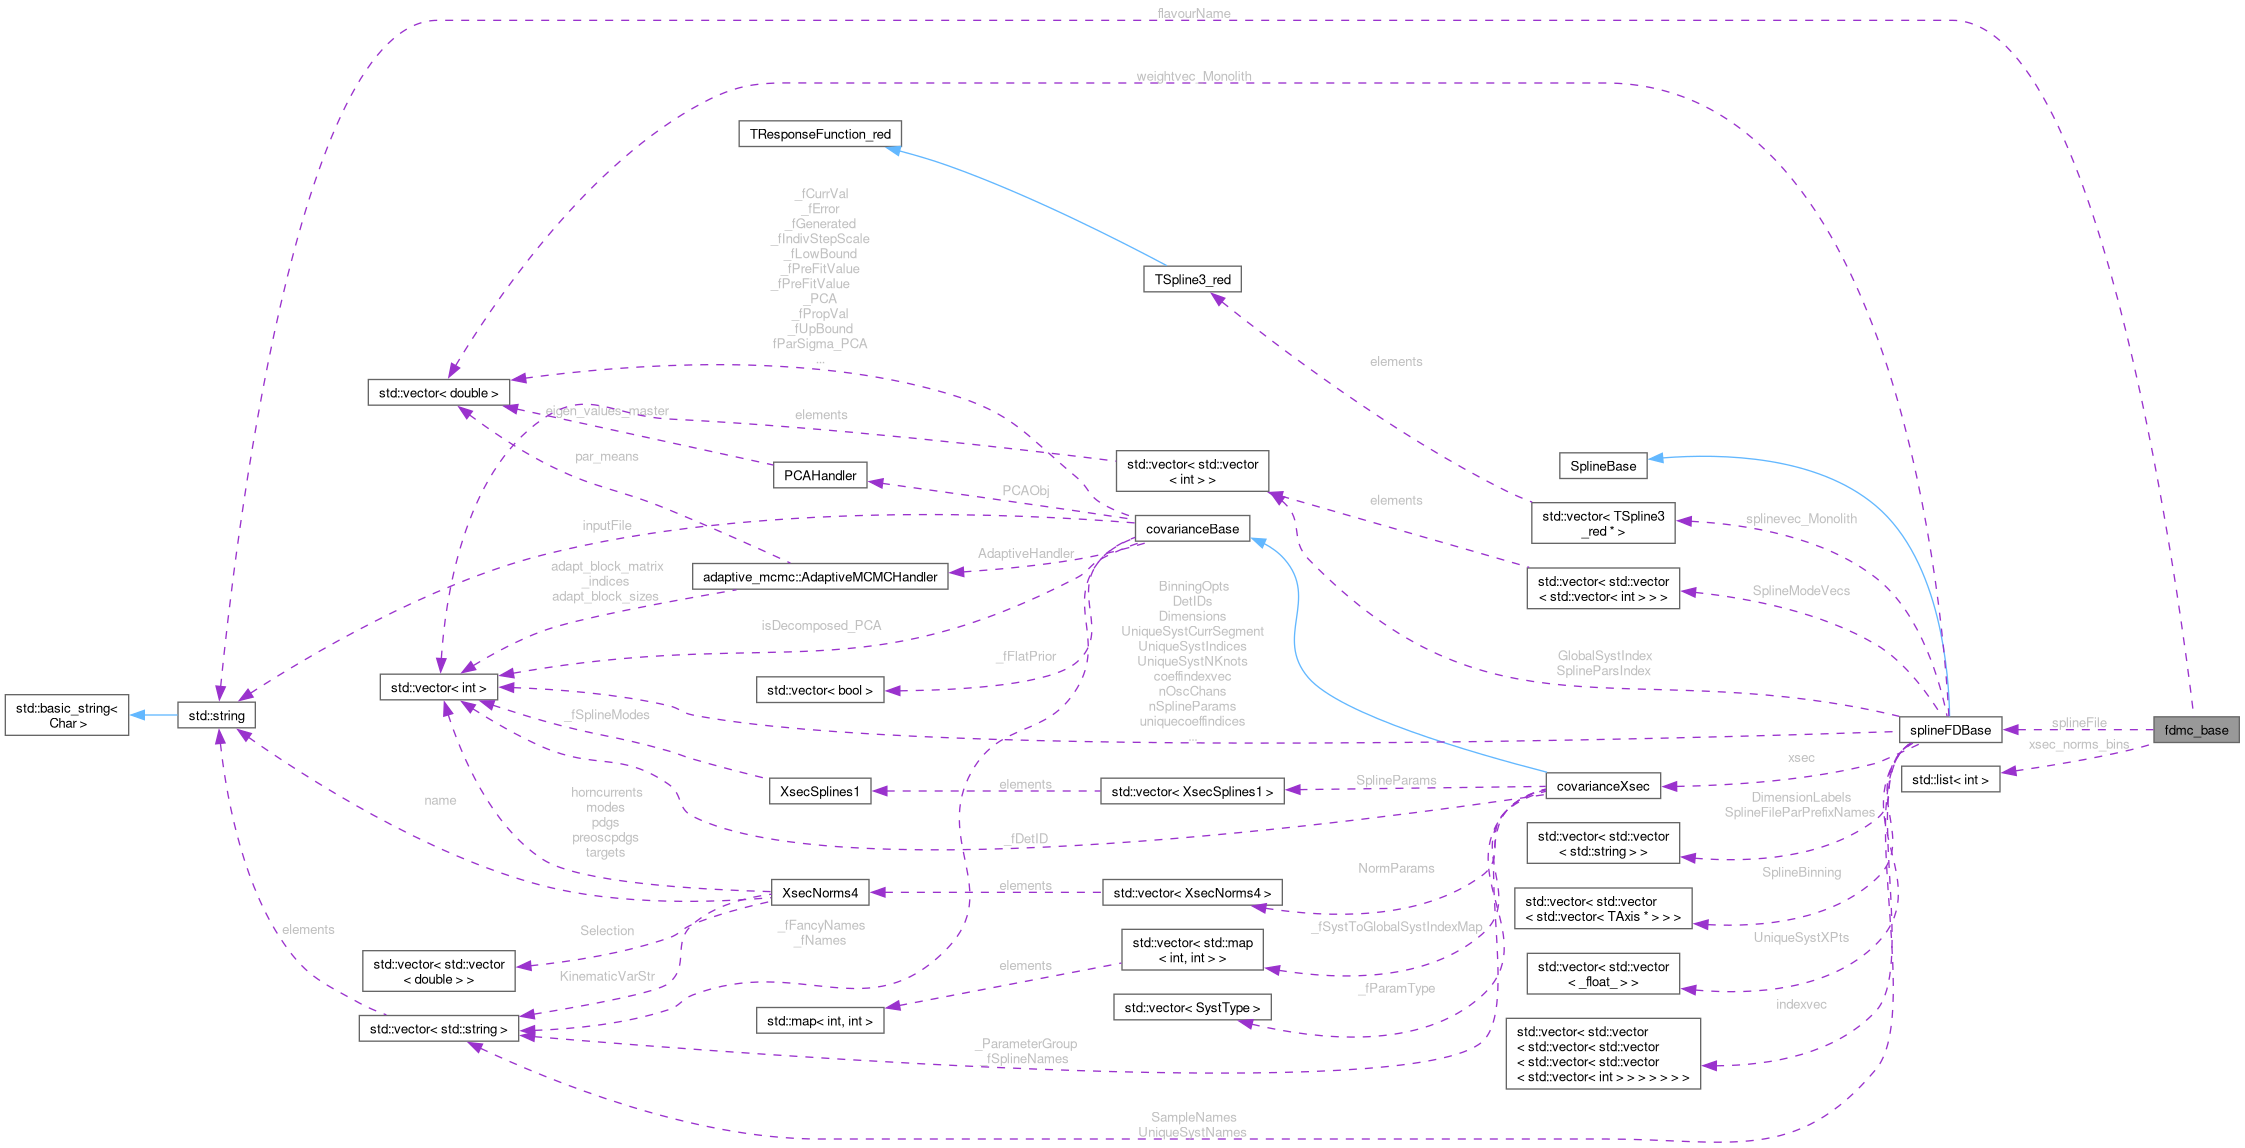 flavourName
weightvec_Monolith
TResponseFunction_red
_fCurrVal
_fError
_fGenerated
_fIndivStepScale
_fLowBound
_fPreFitValue
_fPreFitValue
_PCA
_fPropVal
_fUpBound
fParSigma_PCA
...
TSpline3_red
elements
std::vector< double >
eigen_values_master
elements
par_means
PCAHandler
PCAObj
std::vector< std::vector
< int > >
elements
SplineBase
std::vector< TSpline3
_red * >
splinevec_Monolith
inputFile
covarianceBase
AdaptiveHandler
adapt_block_matrix
_indices
adapt_block_sizes
adaptive_mcmc::AdaptiveMCMCHandler
std::vector< std::vector
< std::vector< int > > >
SplineModeVecs
isDecomposed_PCA
BinningOpts
DetIDs
Dimensions
UniqueSystCurrSegment
UniqueSystIndices
UniqueSystNKnots
coeffindexvec
nOscChans
nSplineParams
uniquecoeffindices
...
_fFlatPrior
GlobalSystIndex
SplineParsIndex
std::vector< int >
std::vector< bool >
std::basic_string<
Char >
std::string
_fSplineModes
splineFDBase
splineFile
fdmc_base
xsec_norms_bins
std::list< int >
xsec
XsecSplines1
elements
std::vector< XsecSplines1 >
SplineParams
covarianceXsec
name
horncurrents
modes
pdgs
preoscpdgs
targets
_fDetID
DimensionLabels
SplineFileParPrefixNames
std::vector< std::vector
< std::string > >
NormParams
SplineBinning
XsecNorms4
elements
std::vector< XsecNorms4 >
std::vector< std::vector
< std::vector< TAxis * > > >
elements
Selection
_fFancyNames
_fNames
_fSystToGlobalSystIndexMap
UniqueSystXPts
std::vector< std::vector
< double > >
KinematicVarStr
elements
std::vector< std::map
< int, int > >
std::vector< std::vector
< _float_ > >
_fParamType
std::vector< SystType >
indexvec
std::map< int, int >
std::vector< std::string >
_ParameterGroup
fSplineNames
std::vector< std::vector
< std::vector< std::vector
< std::vector< std::vector
< std::vector< int > > > > > > >
SampleNames
UniqueSystNames